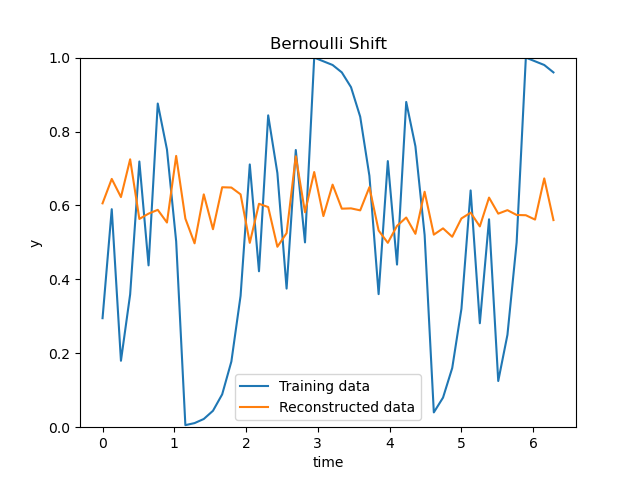 Bernoulli Shift
1.0
0.8
0.6
0.4
0.2
0.0
y
0 1 2 3 4 5 6
time
Training data
Reconstructed data